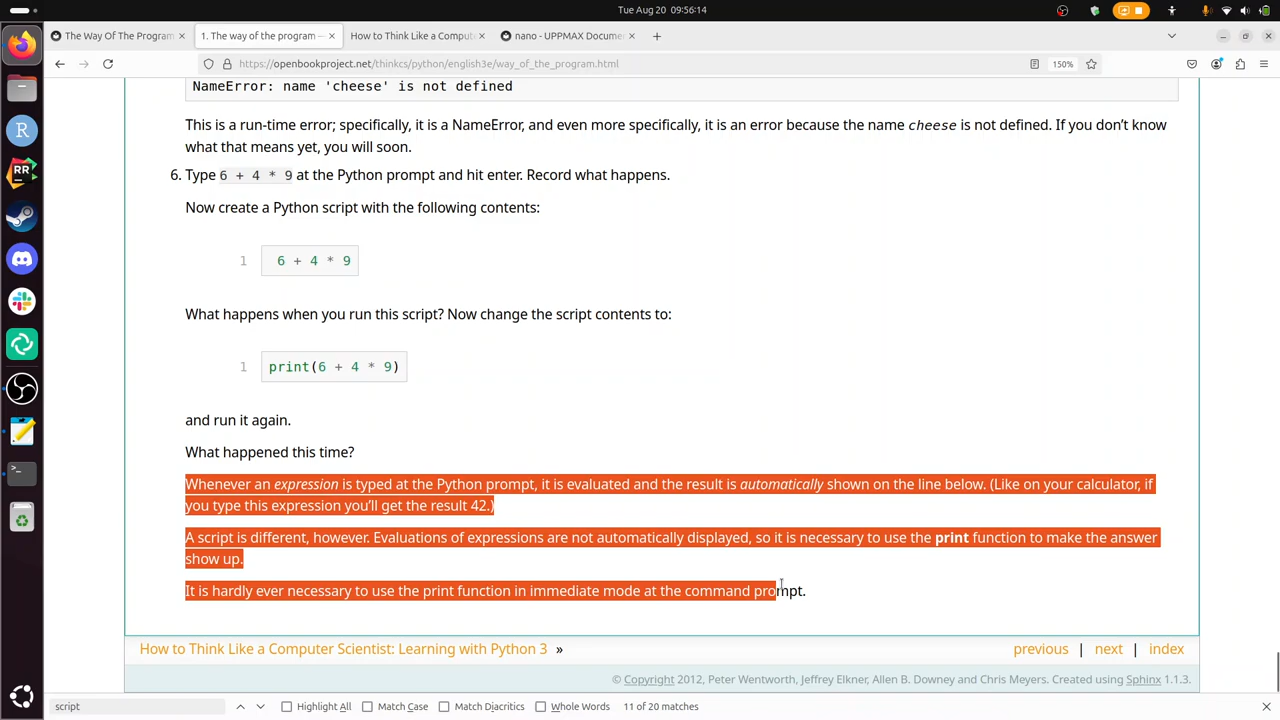 Tue Aug 20 09:56:14
The Way Of The Program
1. The way of the program —
How to Think Like a Compute
nano - UPPMAX Docume
https://openbookproject.net/thinkcs/python/english3e/way_of_the_program.html
150%
NameError: name 'cheese' is not defined
This is a run-time error; specifically, it is a NameError, and even more specifically, it is an error because the name cheese is not defined. If you don’t know
what that means yet, you will soon.
6. Type 6 + 4 * 9 at the Python prompt and hit enter. Record what happens.
Now create a Python script with the following contents:
1 6 + 4 * 9
What happens when you run this script? Now change the script contents to:
1 print(6 + 4 * 9)
and run it again.
What happened this time?
Whenever an expression is typed at the Python prompt, it is evaluated and the result is automatically shown on the line below. (Like on your calculator, if
you type this expression you’ll get the result 42.)
A script is different, however. Evaluations of expressions are not automatically displayed, so it is necessary to use the print function to make the answer
show up.
It is hardly ever necessary to use the print function in immediate mode at the command prompt.
How to Think Like a Computer Scientist: Learning with Python 3 »
previous | next | index
© Copyright 2012, Peter Wentworth, Jeffrey Elkner, Allen B. Downey and Chris Meyers. Created using Sphinx 1.1.3.
script
Highlight All
Match Case
Match Diacritics
Whole Words
11 of 20 matches